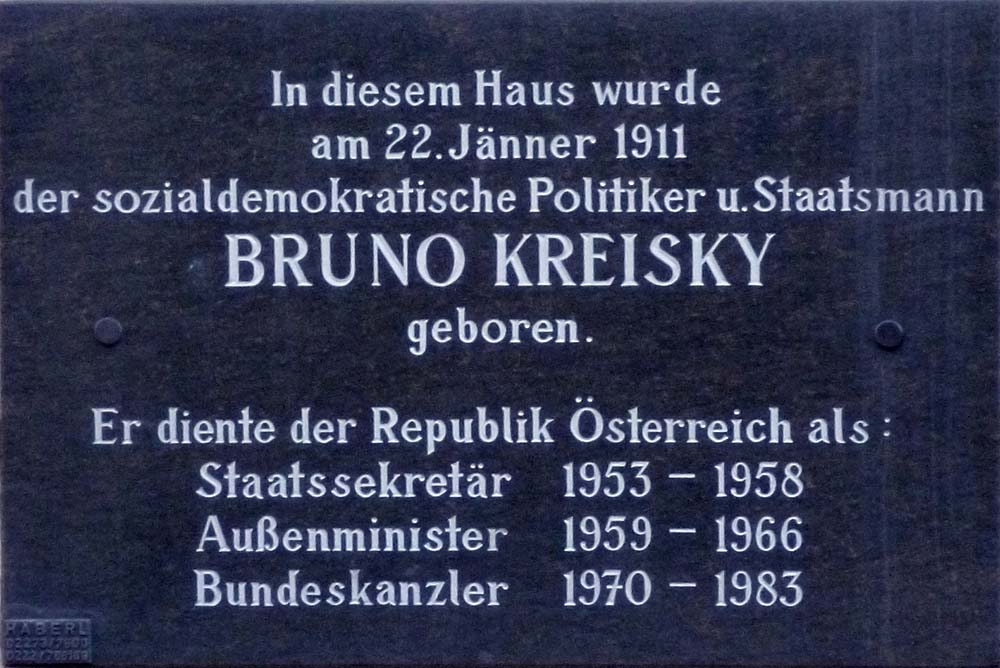 In diesem Haus wurde
am 22. Jänner 1911
der sozialdemokratische Politiker u. Staatsmann
BRUNO KREISKY
geboren.
Er diente der Republik Österreich als :
Staatssekretär 1953 – 1958
Außenminister 1959 – 1966
Bundeskanzler 1970 – 1983
HABERL